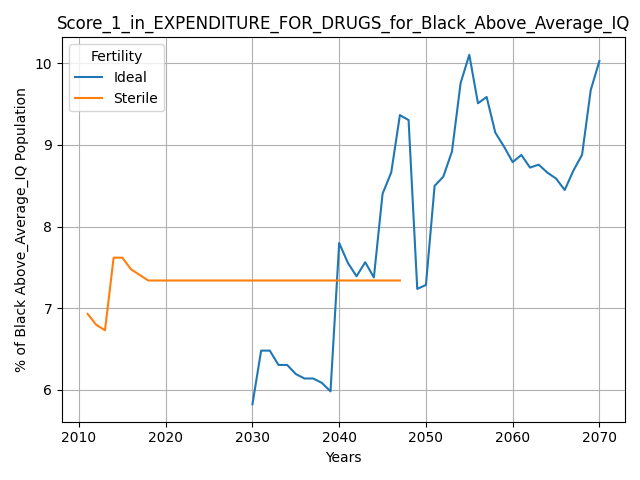 Score_1_in_EXPENDITURE_FOR_DRUGS_for_Black_Above_Average_IQ
Fertility
Ideal
Sterile
% of Black Above_Average_IQ Population
10
9
8
7
6
2010 2020 2030 2040 2050 2060 2070
Years